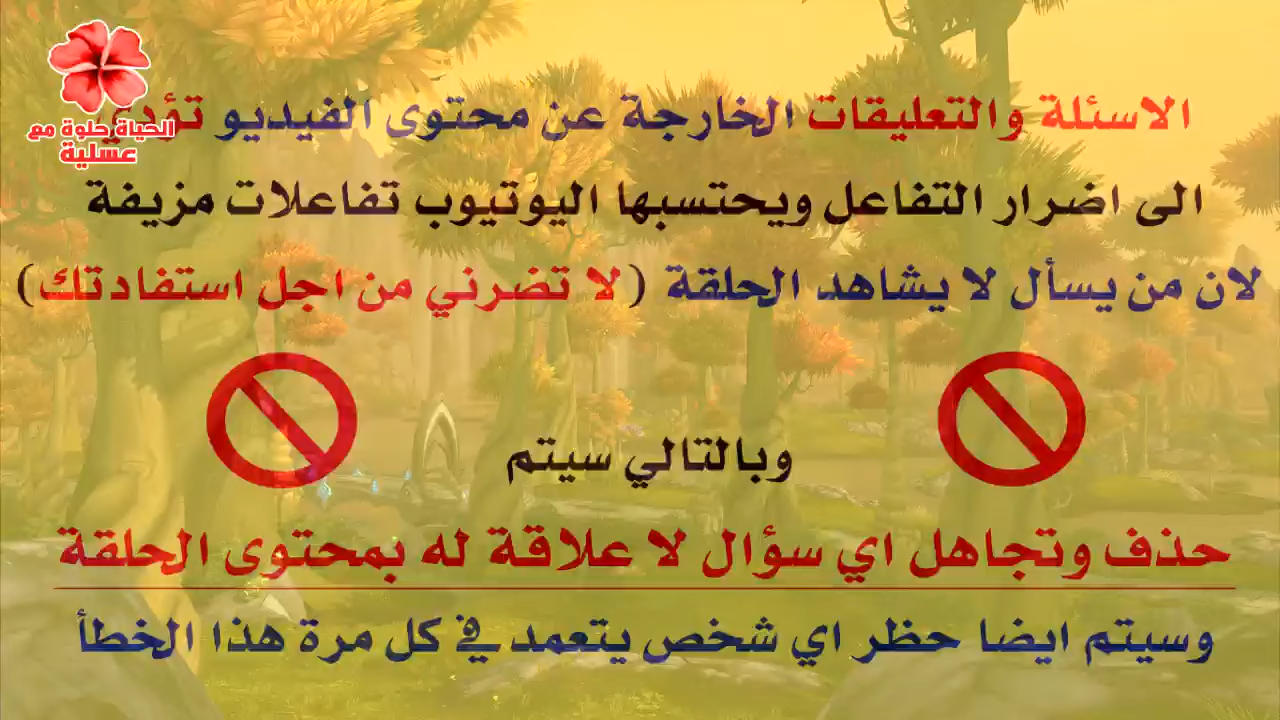 الحياة حلوة مع
عسلية
الاسئلة والتعليقات الخارجة عن محتوى الفيديو تؤدي
الى اضرار التفاعل ويحتسبها اليوتيوب تفاعلات مزيفة
لان من يسأل لا يشاهد الحلقة (لا تضرني من اجل استفادتك)
وبالتالي سيتم
حذف وتجاهل اي سؤال لا علاقة له بمحتوى الحلقة
وسيتم ايضا حظر اي شخص يتعمد في كل مرة هذا الخطأ